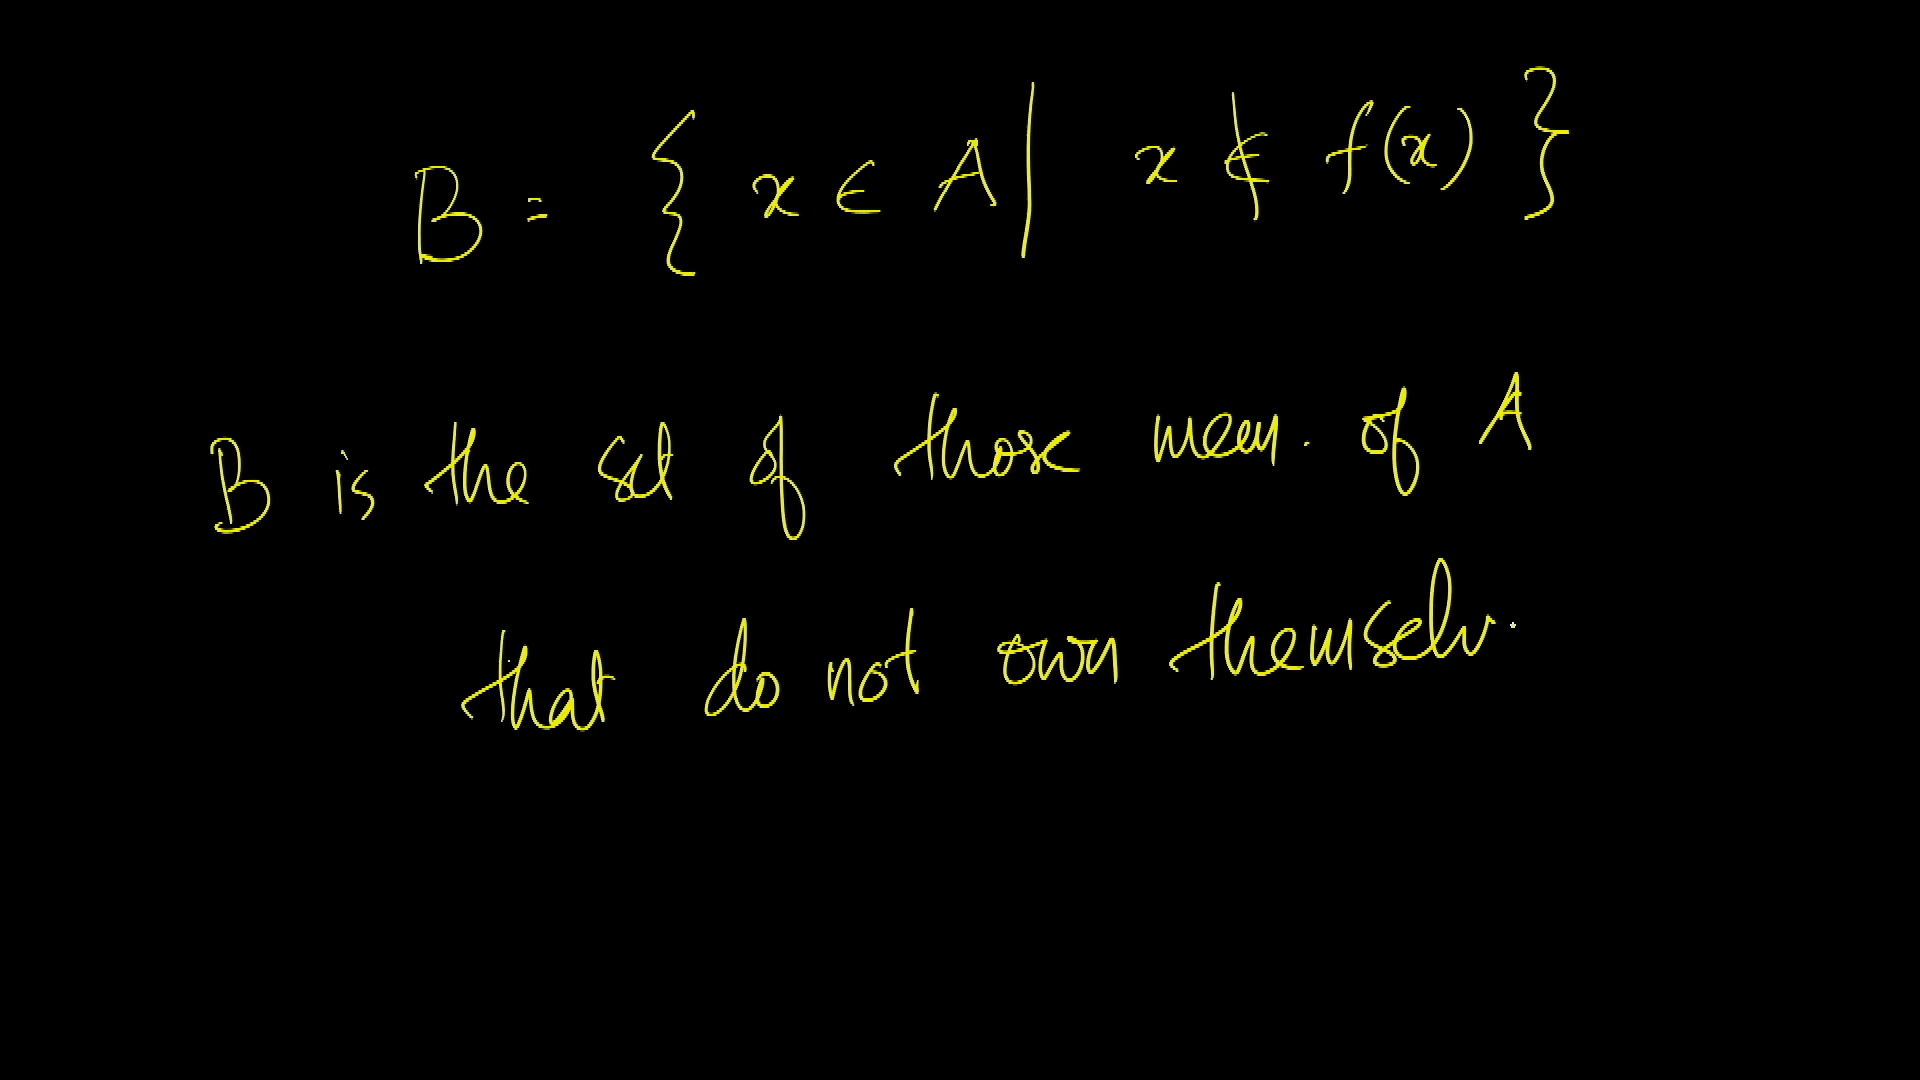 B = { x ∈ A | x ∉ f(x) }
B is the set of those mem. of A
that do not own themselv.